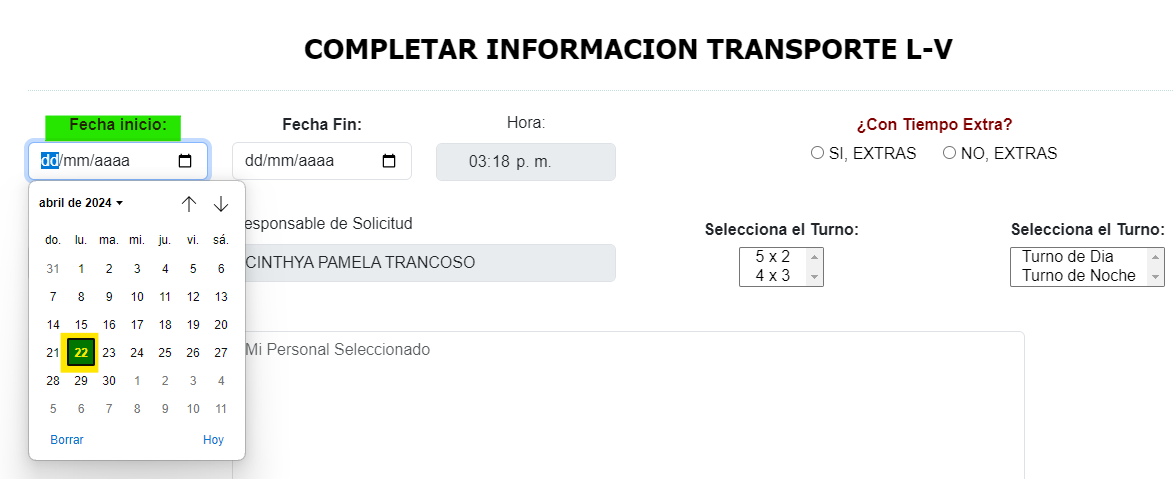 COMPLETAR INFORMACION TRANSPORTE L-V
Fecha inicio: Fecha Fin: Hora: ¿Con Tiempo Extra?
dd/mm/aaaa dd/mm/aaaa 03:18 p. m. SI, EXTRAS NO, EXTRAS
abril de 2024
esponsable de Solicitud Selecciona el Turno: Selecciona el Turno:
do. lu. ma. mi. ju. vi. sá.
CINTHYA PAMELA TRANCOSO 5 x 2 Turno de Dia
4 x 3 Turno de Noche
31 1 2 3 4 5 6
7 8 9 10 11 12 13
14 15 16 17 18 19 20
21 22 23 24 25 26 27
Mi Personal Seleccionado
28 29 30 1 2 3 4
5 6 7 8 9 10 11
Borrar Hoy